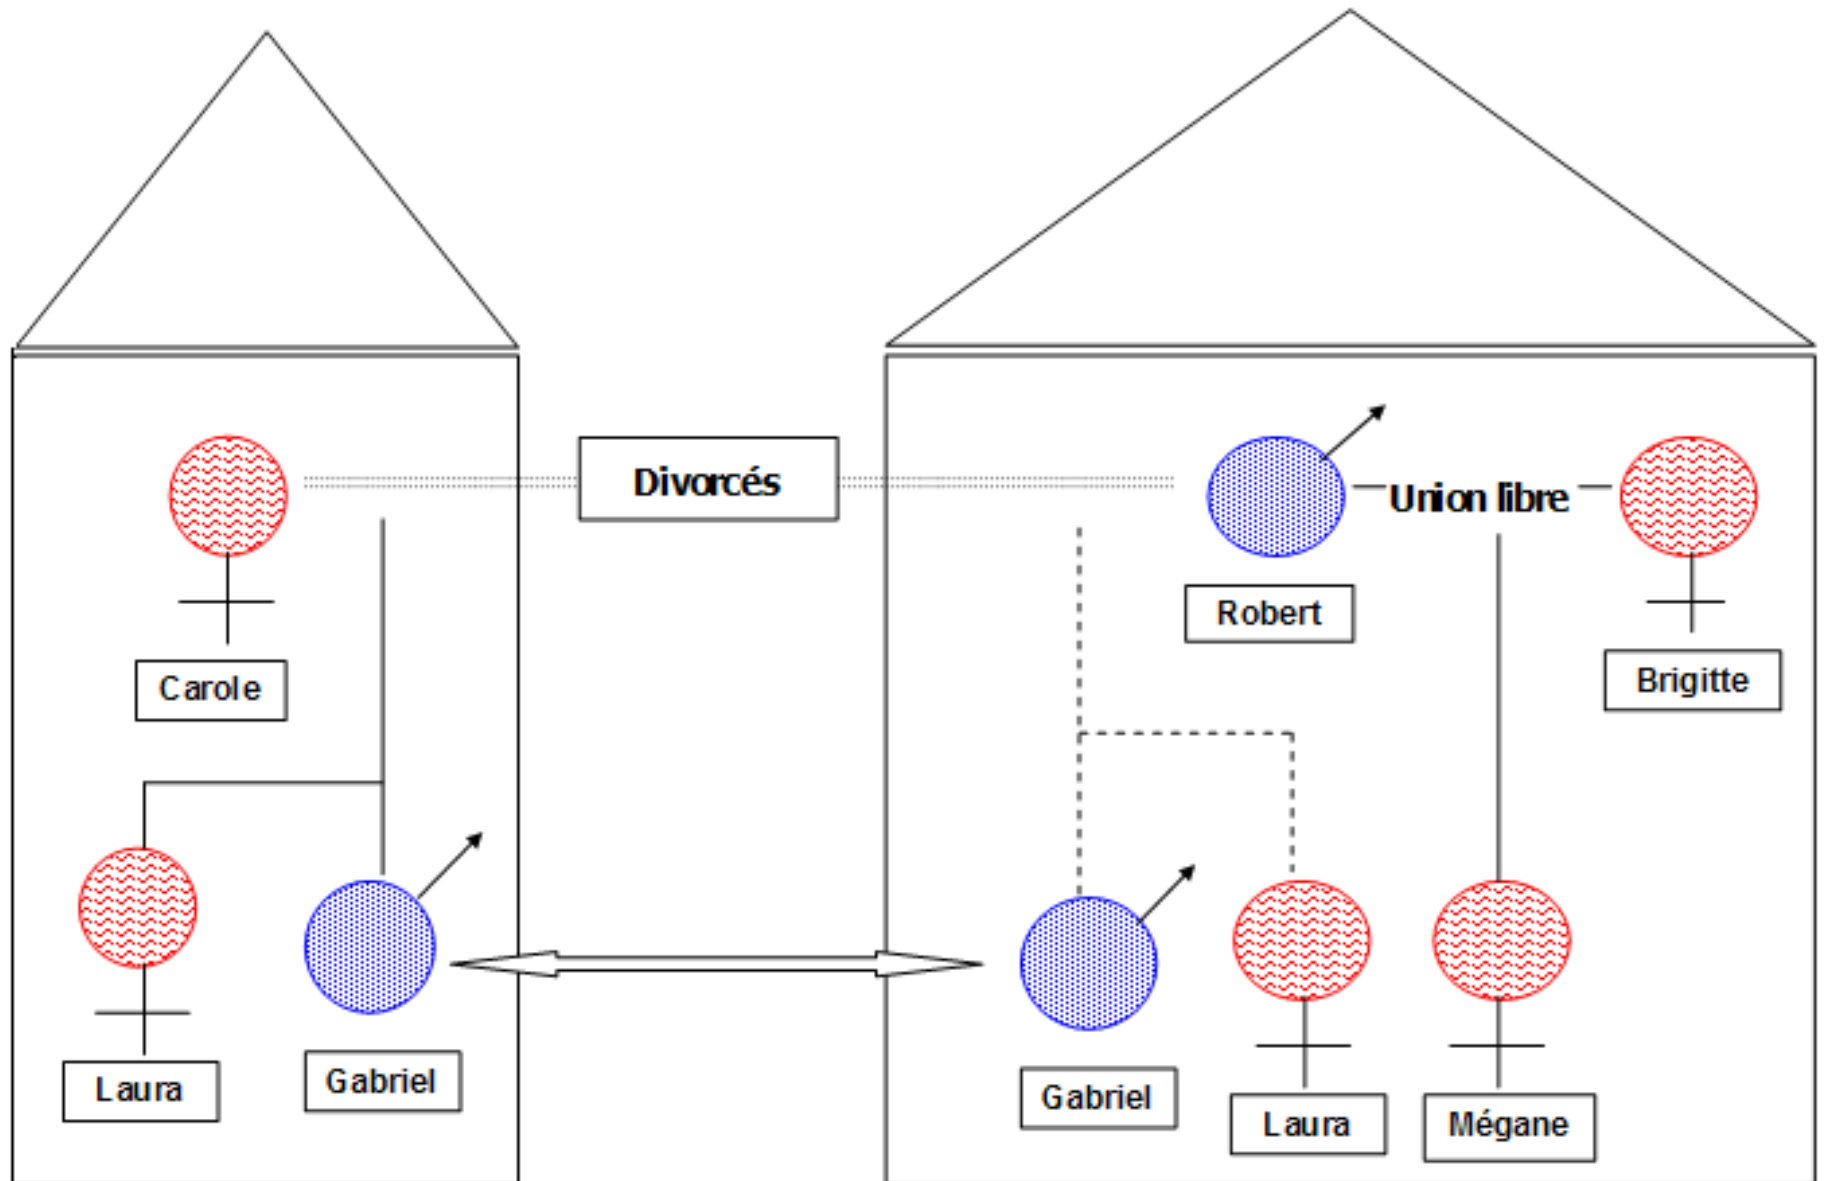 Divorcés
Union libre
Robert
Carole
Brigitte
Laura
Gabriel
Gabriel
Laura
Mégane